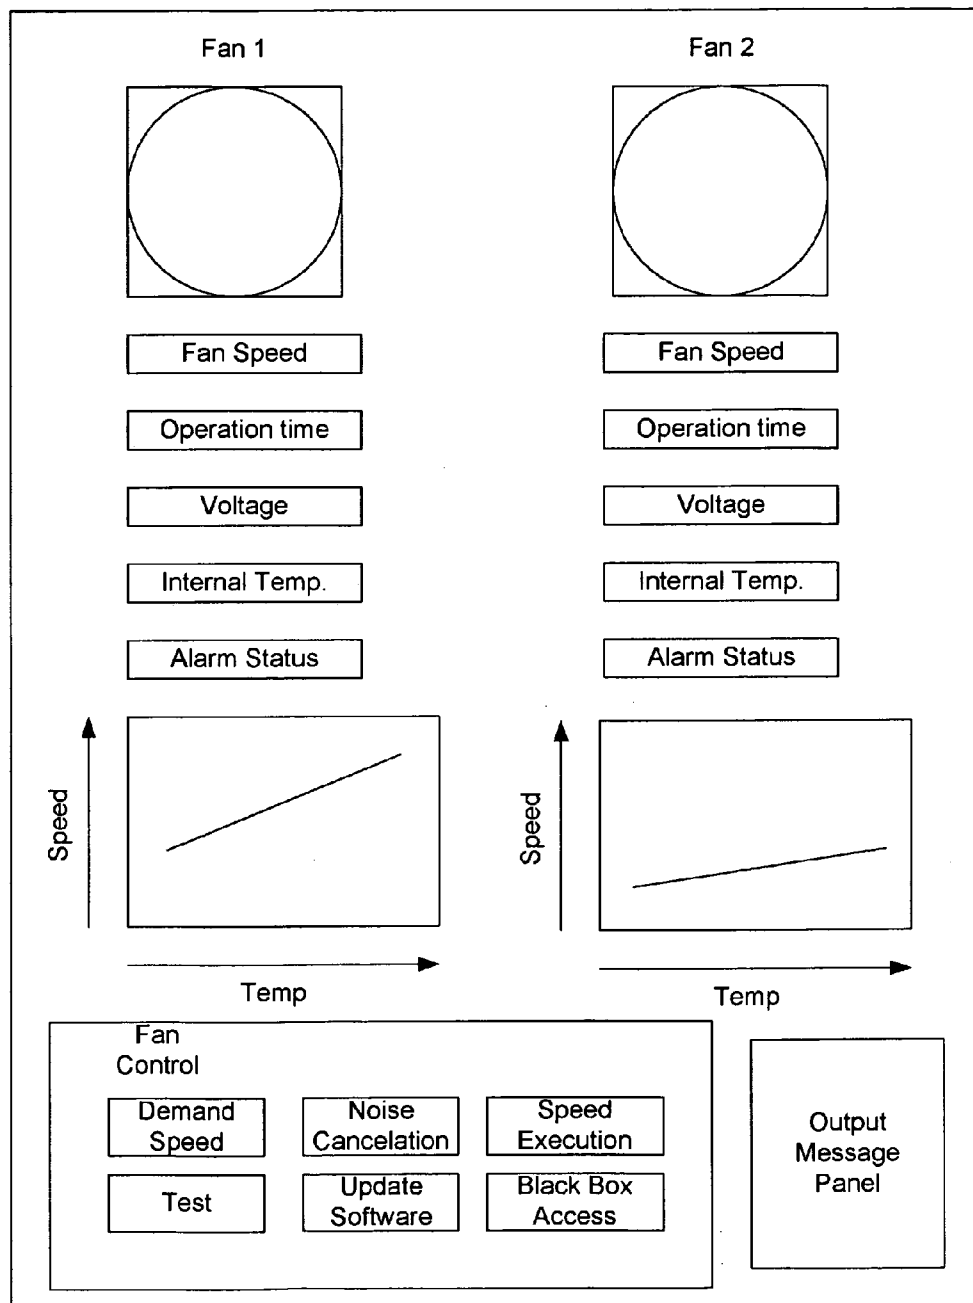 Fan 1
Fan 2
Fan Speed
Fan Speed
Operation time
Operation time
Voltage
Voltage
Internal Temp.
Internal Temp.
Alarm Status
Alarm Status
Speed
Speed
Temp
Temp
Fan
Control
Demand
Speed
Noise
Cancelation
Speed
Execution
Test
Update
Software
Black Box
Access
Output
Message
Panel